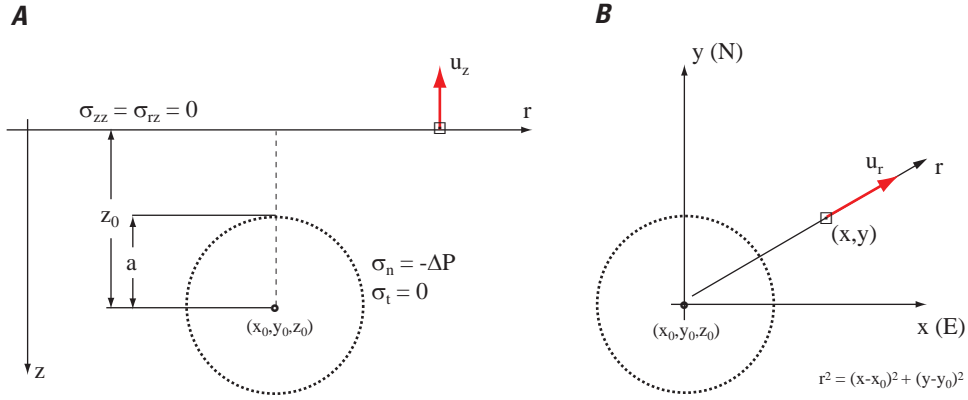 A
u_z
σ_zz = σ_rz = 0
r
z_0
a
σ_n = -ΔP
σ_t = 0
(x_0,y_0,z_0)
z
B
y (N)
u_r
r
(x,y)
(x_0,y_0,z_0)
x (E)
r² = (x-x_0)² + (y-y_0)²